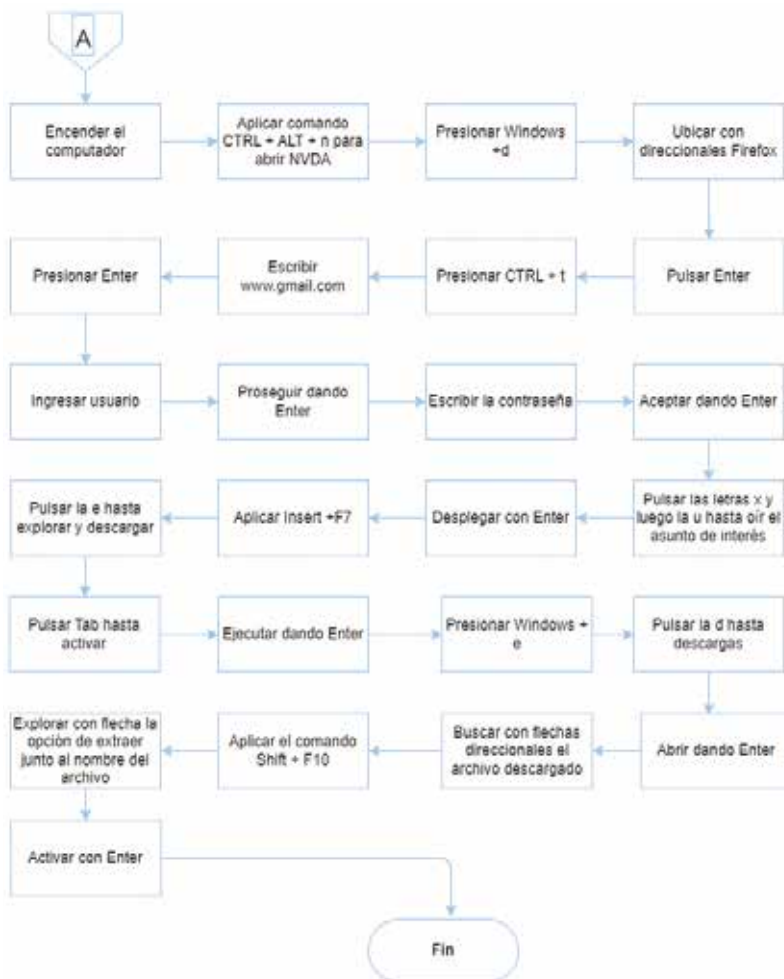 A
Encender el
computador
Aplicar comando
CTRL + ALT + n para
abrir NVDA
Presionar Windows
+d
Ubicar con
direccionales Firefox
Pulsar Enter
Presionar CTRL + t
Escribir
www.gmail.com
Presionar Enter
Ingresar usuario
Proseguir dando
Enter
Escribir la contraseña
Aceptar dando Enter
Pulsar las letras x y
luego la u hasta oír el
asunto de interés
Desplegar con Enter
Aplicar Insert +F7
Pulsar la e hasta
explorar y descargar
Pulsar Tab hasta
activar
Ejecutar dando Enter
Presionar Windows +
e
Pulsar la d hasta
descargas
Abrir dando Enter
Buscar con flechas
direccionales el
archivo descargado
Aplicar el comando
Shift + F10
Explorar con flecha la
opción de extraer
junto al nombre del
archivo
Activar con Enter
Fin